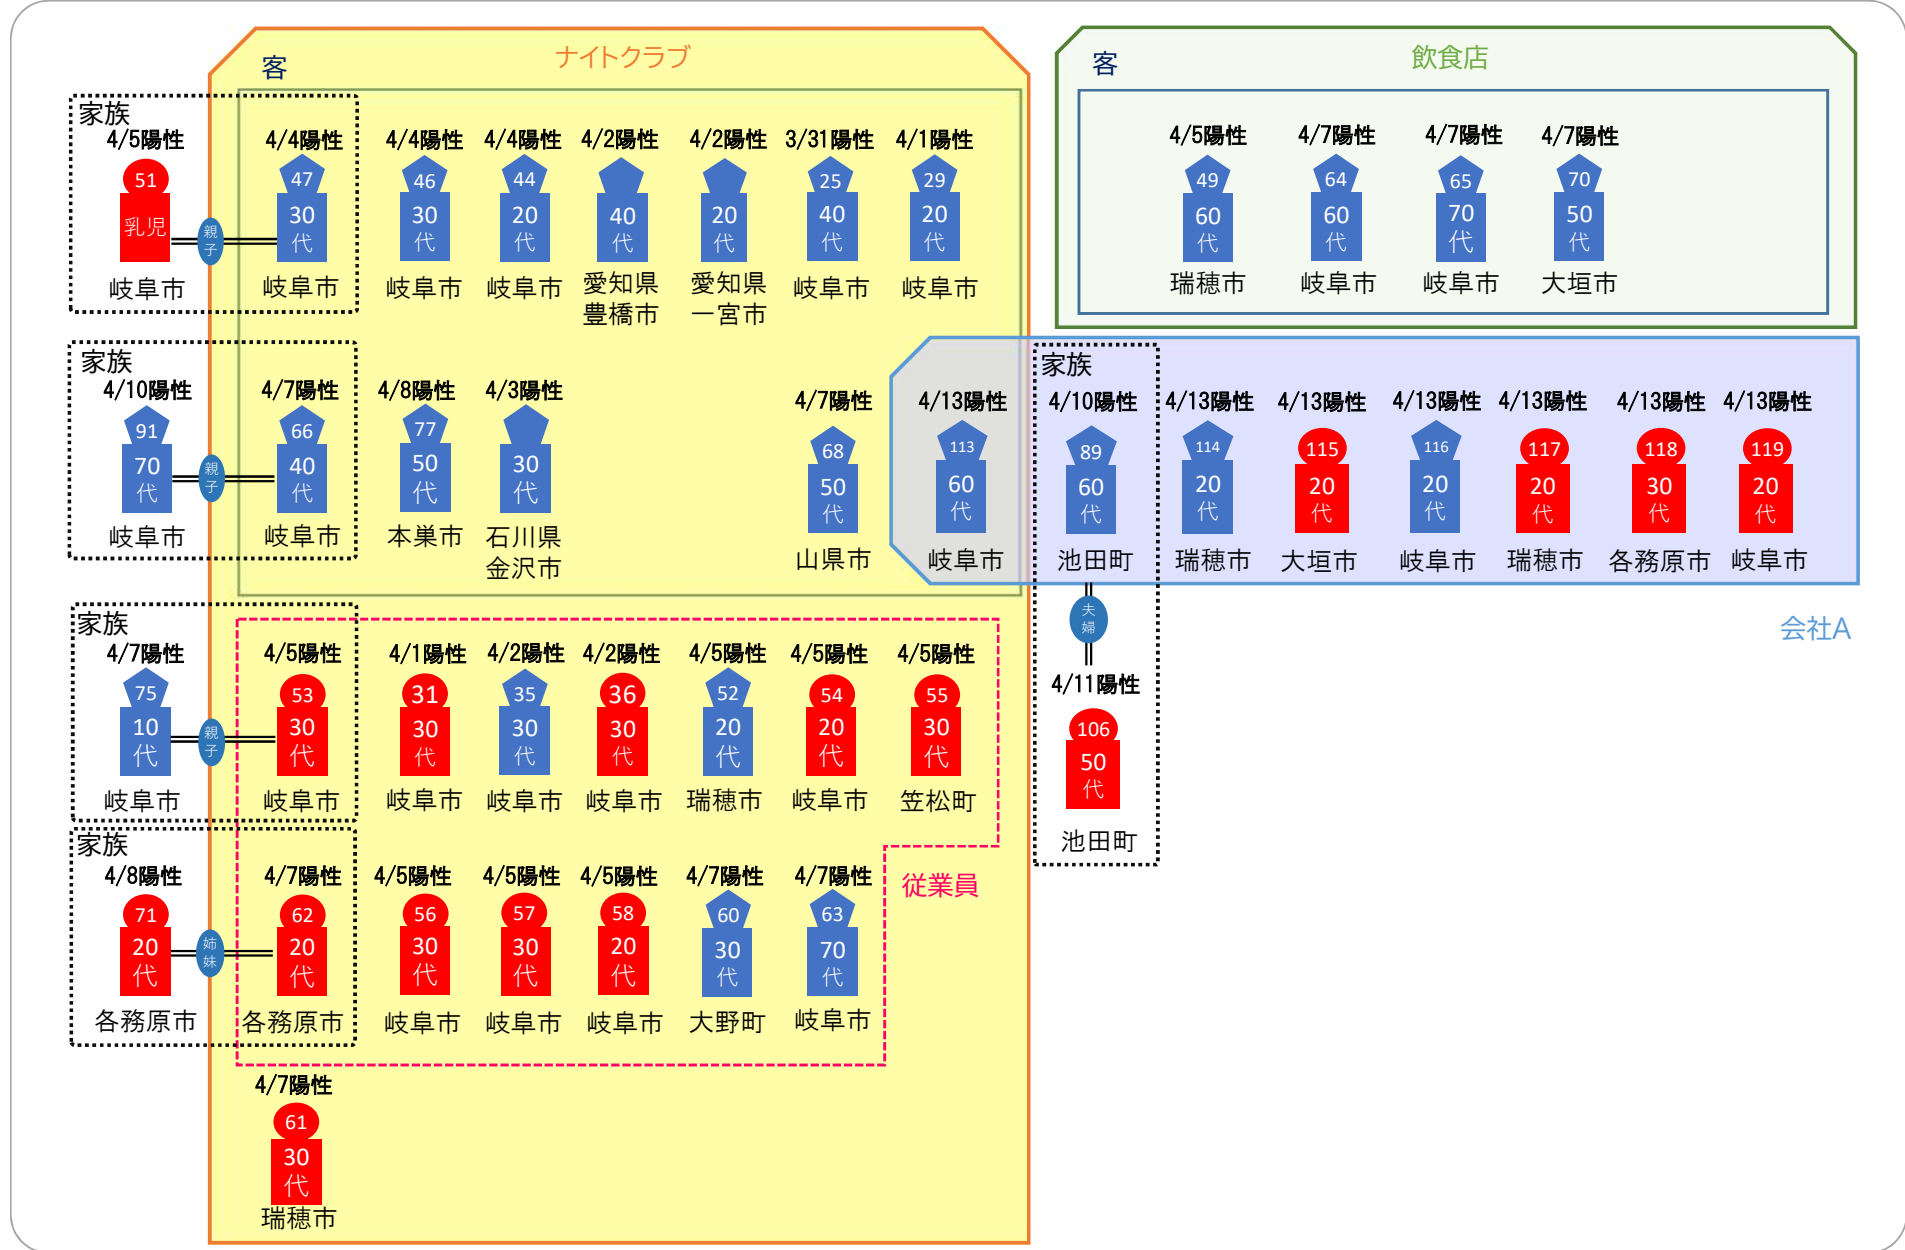 ナイトクラブ
客
家族
4/5陽性
51
乳児
岐阜市
親子
4/4陽性
47
30代
岐阜市
4/4陽性
46
30代
岐阜市
4/4陽性
44
20代
岐阜市
4/2陽性
40代
愛知県
豊橋市
4/2陽性
20代
愛知県
一宮市
3/31陽性
25
40代
岐阜市
4/1陽性
29
20代
岐阜市
飲食店
客
4/5陽性
49
60代
瑞穂市
4/7陽性
64
60代
岐阜市
4/7陽性
65
70代
岐阜市
4/7陽性
70
50代
大垣市
家族
4/10陽性
91
70代
岐阜市
親子
4/7陽性
66
40代
岐阜市
4/8陽性
77
50代
本巣市
4/3陽性
30代
石川県
金沢市
4/7陽性
68
50代
山県市
4/13陽性
113
60代
岐阜市
家族
4/10陽性
89
60代
池田町
夫婦
4/11陽性
106
50代
池田町
4/13陽性
114
20代
瑞穂市
4/13陽性
115
20代
大垣市
4/13陽性
116
20代
岐阜市
4/13陽性
117
20代
瑞穂市
4/13陽性
118
30代
各務原市
4/13陽性
119
20代
岐阜市
会社A
家族
4/7陽性
75
10代
岐阜市
親子
4/5陽性
53
30代
岐阜市
4/1陽性
31
30代
岐阜市
4/2陽性
35
30代
岐阜市
4/2陽性
36
30代
岐阜市
4/5陽性
52
20代
瑞穂市
4/5陽性
54
20代
岐阜市
4/5陽性
55
30代
笠松町
家族
4/8陽性
71
20代
各務原市
姉妹
4/7陽性
62
20代
各務原市
4/5陽性
56
30代
岐阜市
4/5陽性
57
30代
岐阜市
4/5陽性
58
20代
岐阜市
4/7陽性
60
30代
大野町
4/7陽性
63
70代
岐阜市
従業員
4/7陽性
61
30代
瑞穂市